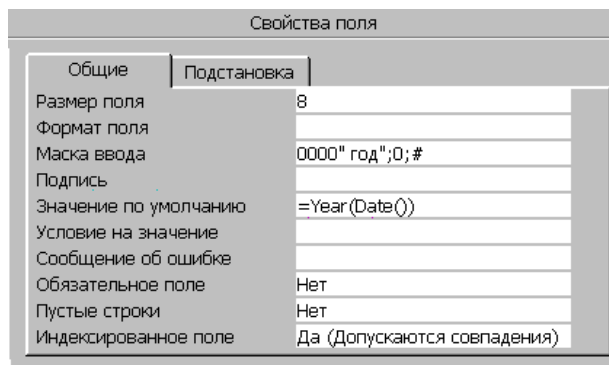 Свойства поля
Общие Подстановка
Размер поля 8
Формат поля
Маска ввода 0000" год";0;#
Подпись
Значение по умолчанию =Year(Date())
Условие на значение
Сообщение об ошибке
Обязательное поле Нет
Пустые строки Нет
Индексированное поле Да (Допускаются совпадения)